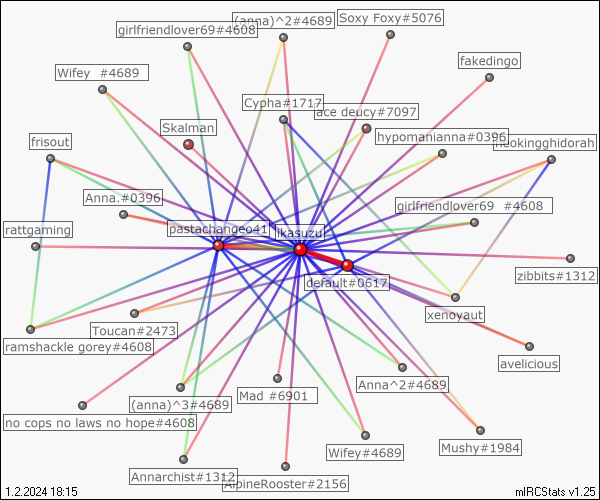 girlfriendlover69#4608
(anna)^2#4689
Soxy Foxy#5076
fakedingo
Wifey  #4689
Cypha#1717
ace deucy#7097
Skalman
hypomanianna#0396
neokingghidorah
frisout
Anna.#0396
girlfriendlover69  #4608
rattgaming
pastachangeo41
ikasuzu
default#0617
zibbits#1312
xenoyaut
Toucan#2473
ramshackle gorey#4608
avelicious
Anna^2#4689
Mad #6901
(anna)^3#4689
no cops no laws no hope#4608
Wifey#4689
Mushy#1984
Annarchist#1312
AlpineRooster#2156
1.2.2024 18:15
mIRCStats v1.25